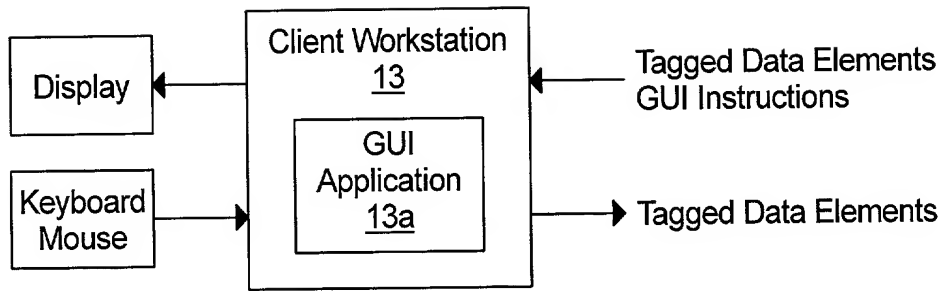 Display
Keyboard
Mouse
Client Workstation
13
GUI
Application
13a
Tagged Data Elements
GUI Instructions
Tagged Data Elements